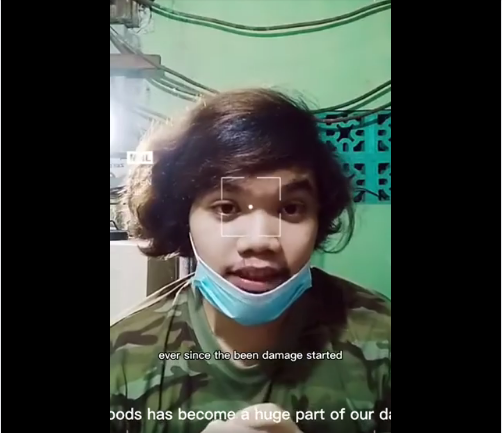 ever since the been damage started
oods has become a huge part of our da